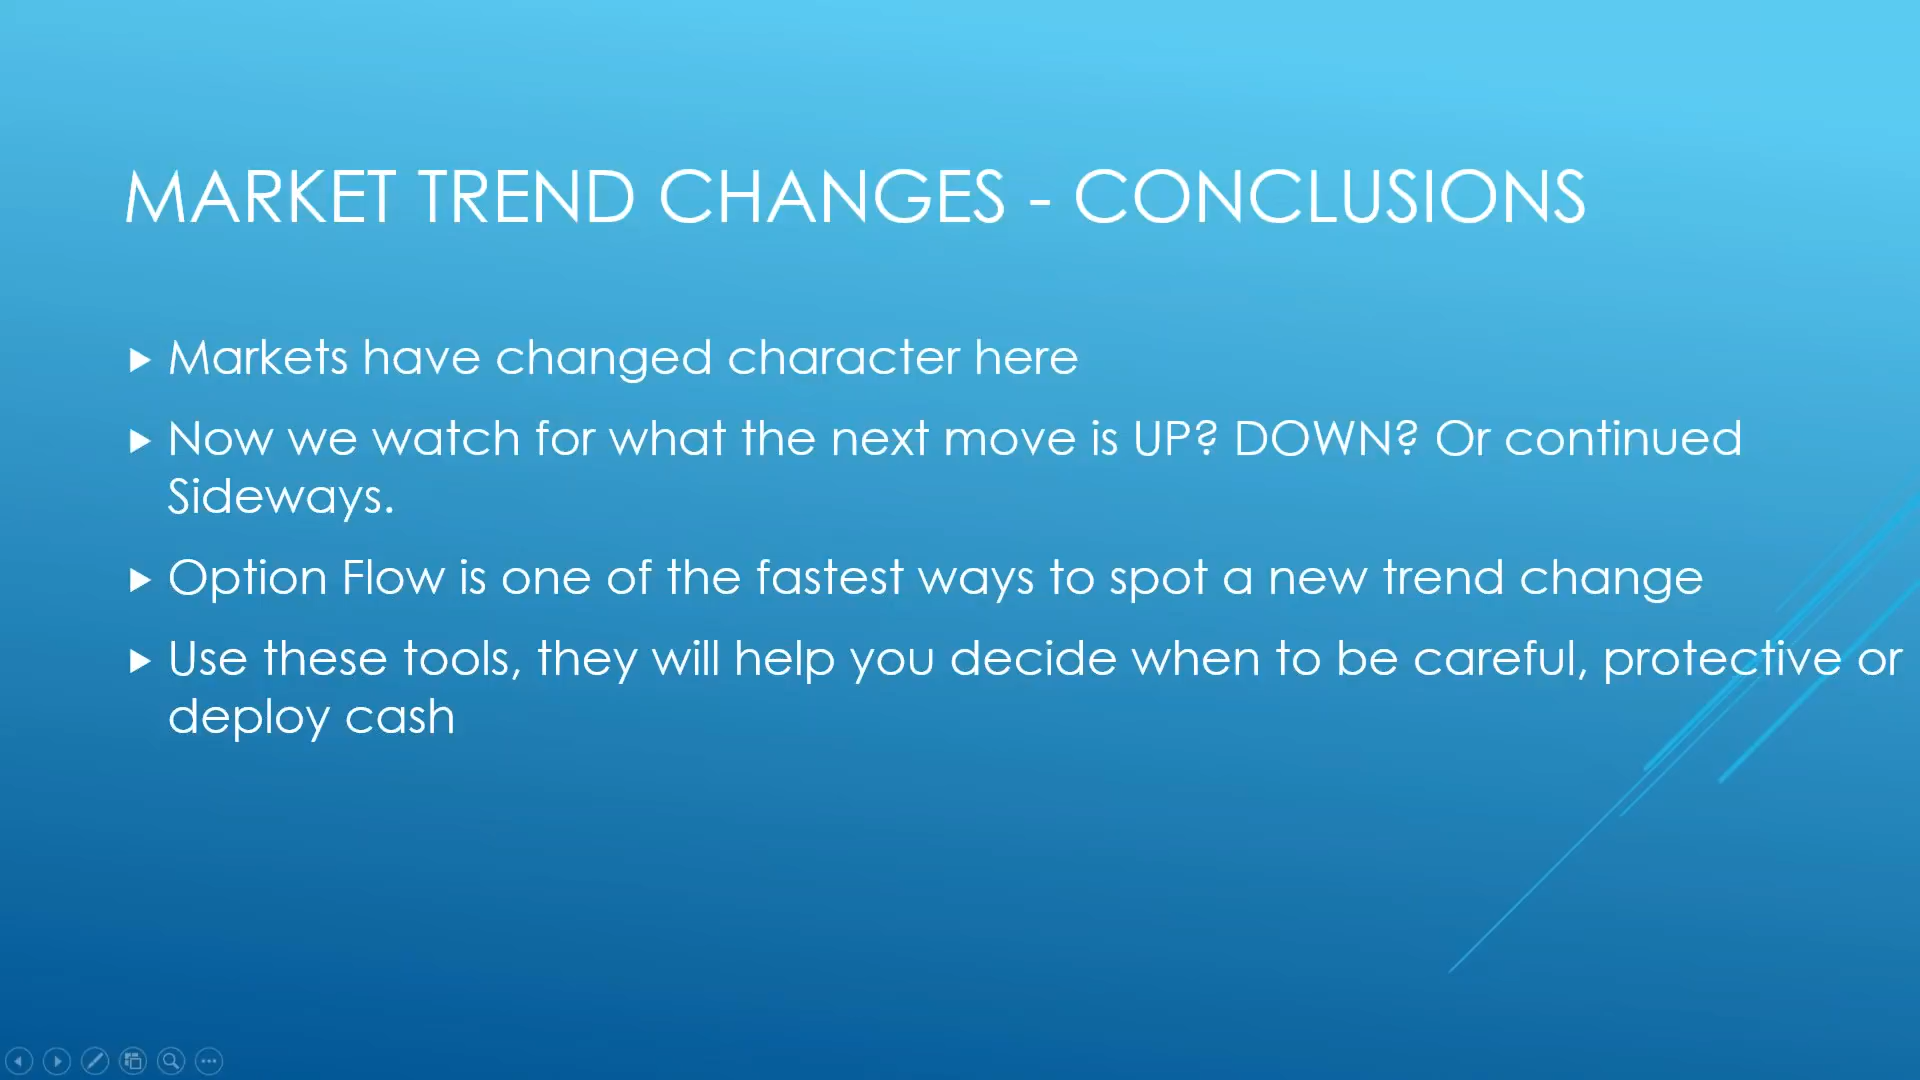 MARKET TREND CHANGES - CONCLUSIONS
Markets have changed character here
Now we watch for what the next move is UP? DOWN? Or continued
Sideways.
Option Flow is one of the fastest ways to spot a new trend change
Use these tools, they will help you decide when to be careful, protective or
deploy cash